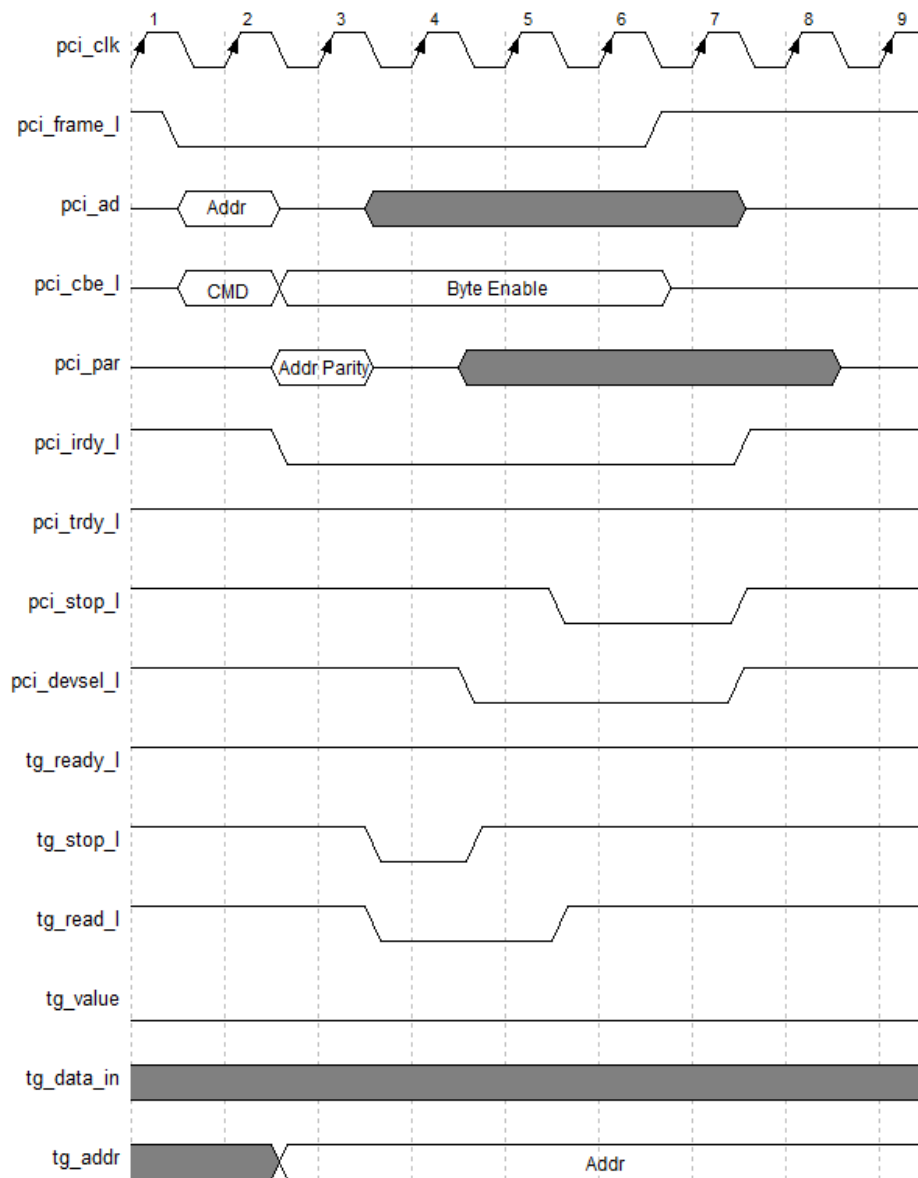 1 2 3 4 5 6 7 8 9
pci_clk
pci_frame_l
pci_ad Addr
pci_cbe_l CMD Byte Enable
pci_par Addr Parity
pci_irdy_l
pci_trdy_l
pci_stop_l
pci_devsel_l
tg_ready_l
tg_stop_l
tg_read_l
tg_value
tg_data_in
tg_addr Addr